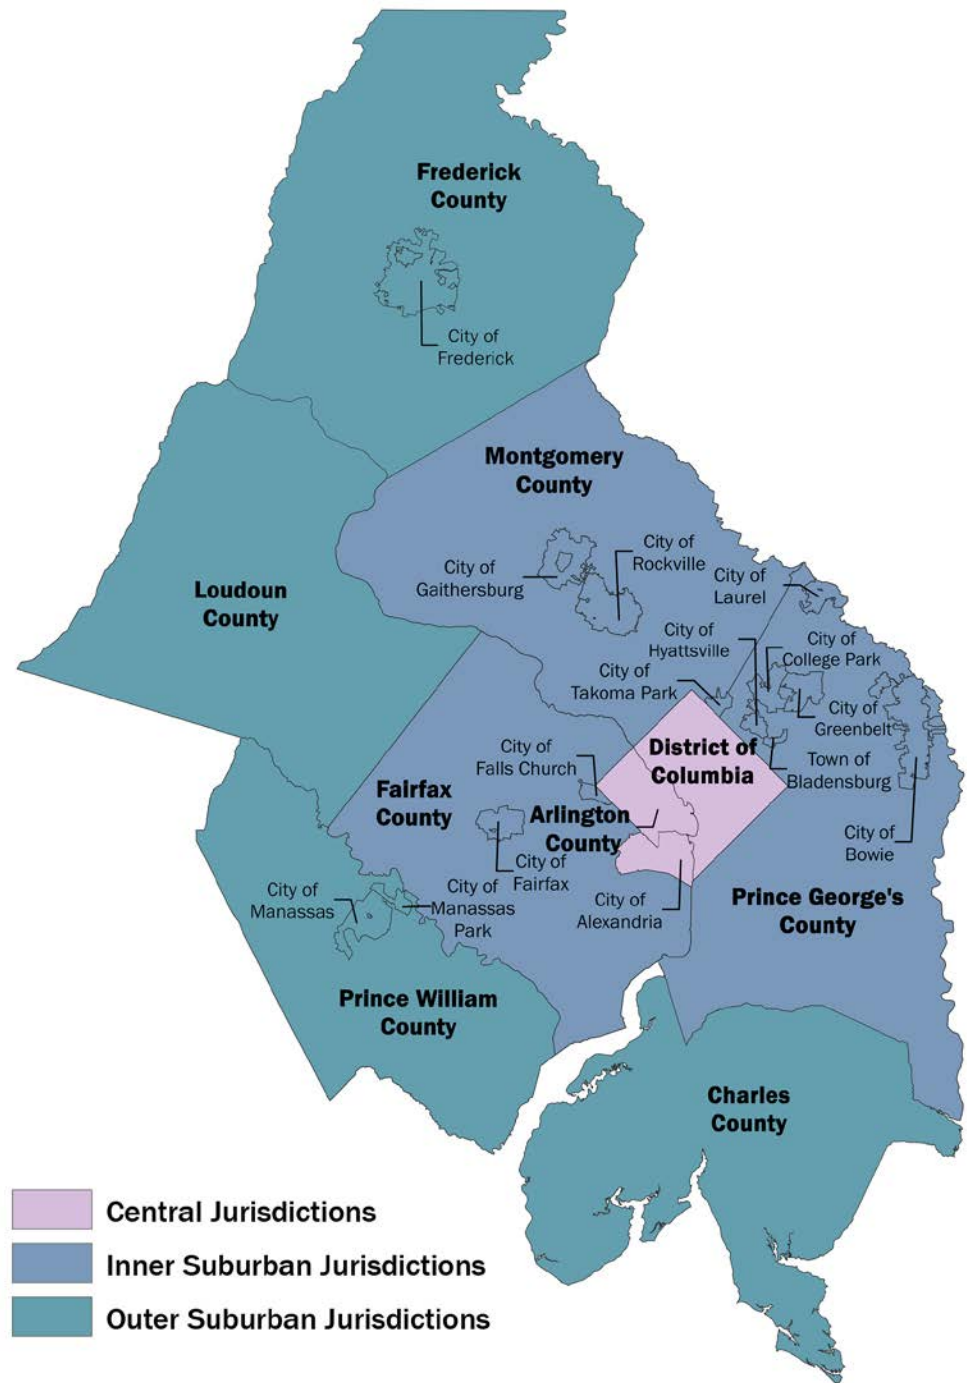 Frederick
County
City of
Frederick
Montgomery
County
City of
Gaithersburg
City of
Rockville
City of
Laurel
Loudoun
County
City of
Hyattsville
City of
College Park
City of
Takoma Park
City of
Greenbelt
District of
Columbia
Town of
Bladensburg
City of
Falls Church
Fairfax
County
Arlington
County
City of
Bowie
City of
Fairfax
City of
Manassas
City of
Manassas
Park
City of
Alexandria
Prince George's
County
Prince William
County
Charles
County
Central Jurisdictions
Inner Suburban Jurisdictions
Outer Suburban Jurisdictions